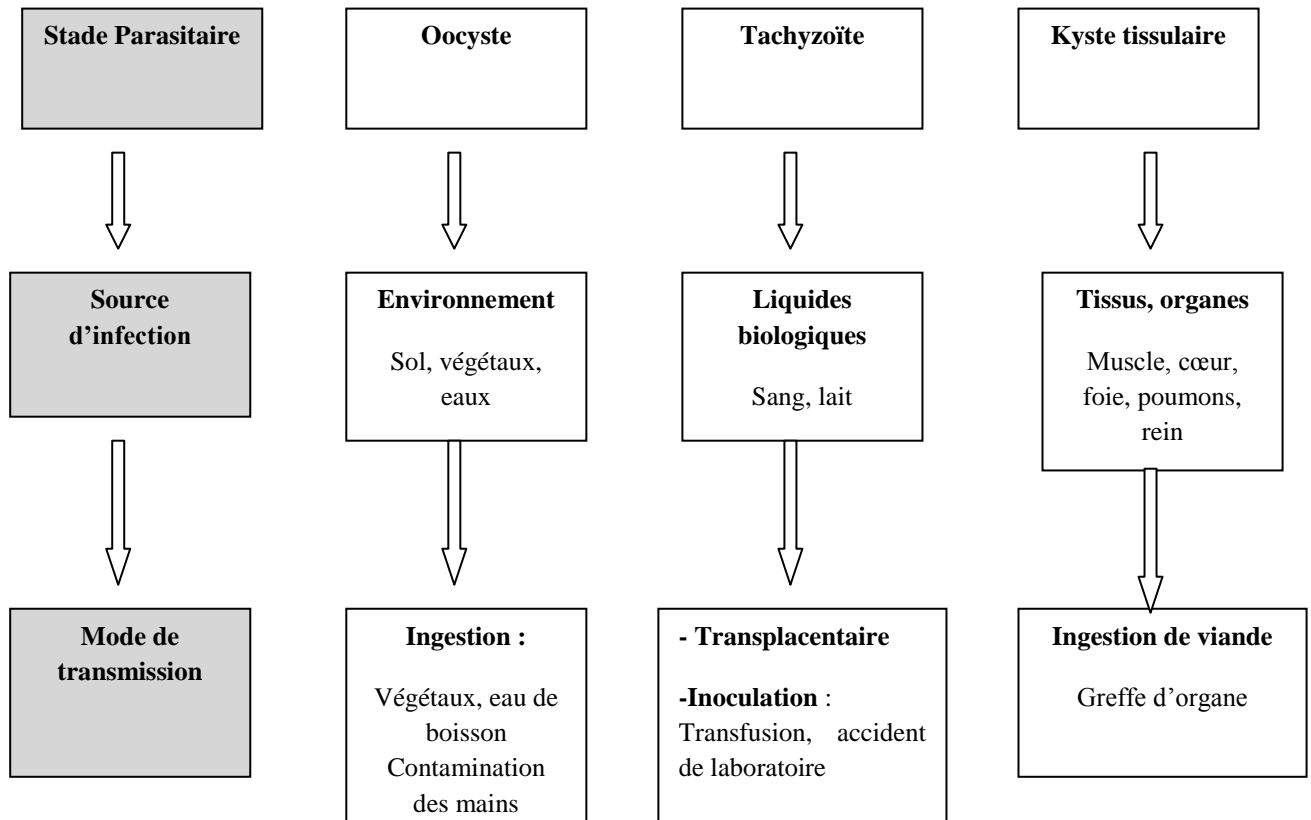 Stade Parasitaire
Oocyste
Tachyzoïte
Kyste tissulaire
Source
d’infection
Environnement
Sol, végétaux,
eaux
Liquides
biologiques
Sang, lait
Tissus, organes
Muscle, cœur,
foie, poumons,
rein
Mode de
transmission
Ingestion :
Végétaux, eau de
boisson
Contamination
des mains
- Transplacentaire
-Inoculation :
Transfusion, accident
de laboratoire
Ingestion de viande
Greffe d’organe